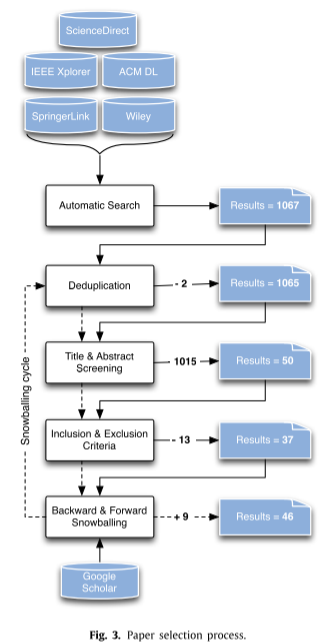 ScienceDirect
IEEE Xplorer
ACM DL
SpringerLink
Wiley
Automatic Search
Results = 1067
Deduplication
- 2
Results = 1065
Title & Abstract
Screening
1015
Results = 50
Inclusion & Exclusion
Criteria
- 13
Results = 37
Snowballing cycle
Backward & Forward
Snowballing
+ 9
Results = 46
Google
Scholar
Fig. 3. Paper selection process.